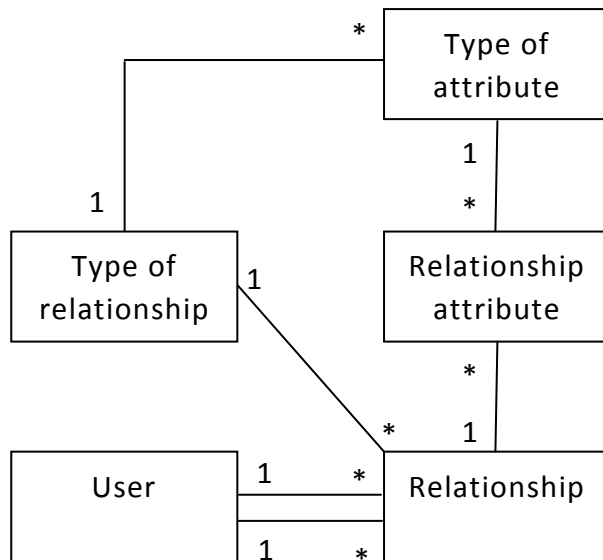 *
Type of
attribute
1
1
*
Type of
relationship
1
Relationship
attribute
*
*
1
User
1
*
Relationship
1
*